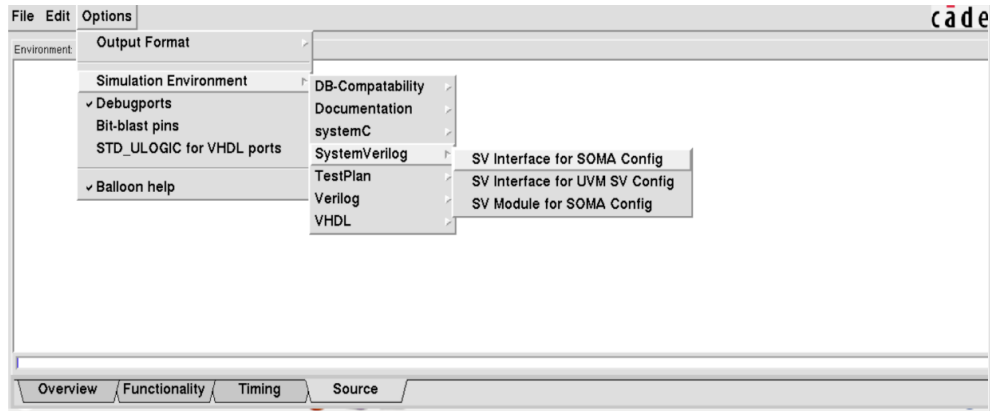 File Edit Options
cāde
Environment:
Output Format
Simulation Environment
Debugports
Bit-blast pins
STD_ULOGIC for VHDL ports
Balloon help
DB-Compatability
Documentation
systemC
SystemVerilog
TestPlan
Verilog
VHDL
SV Interface for SOMA Config
SV Interface for UVM SV Config
SV Module for SOMA Config
Overview Functionality Timing Source